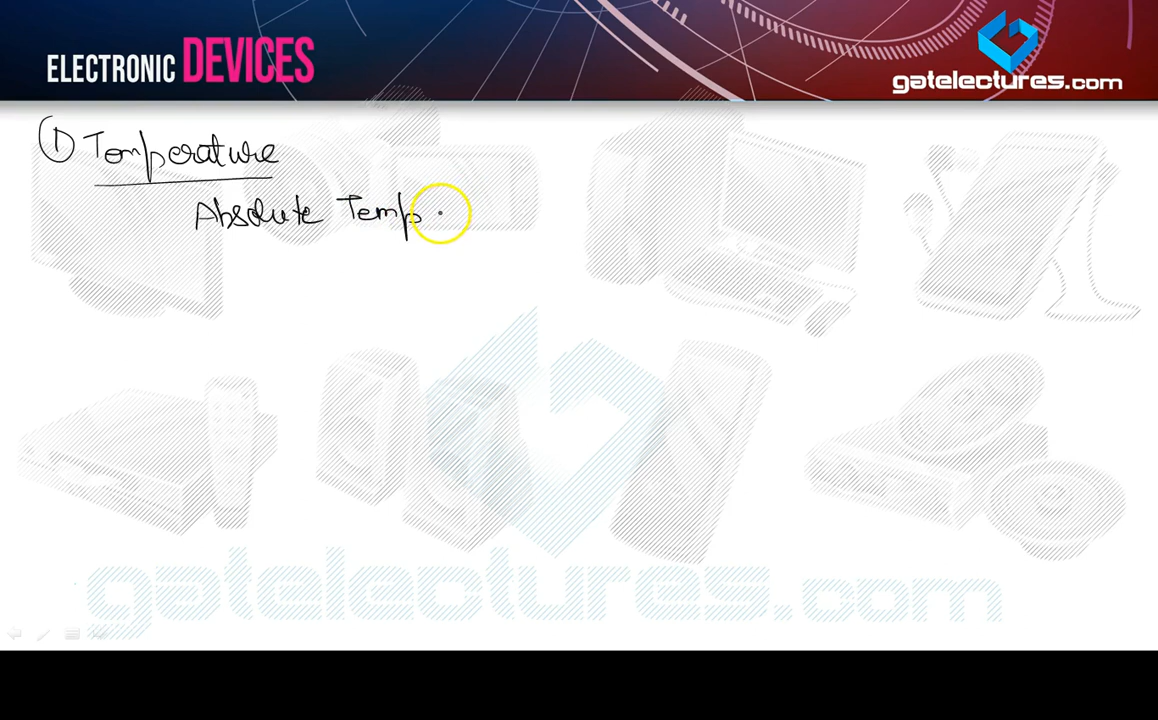 ELECTRONIC DEVICES
gatelectures.com
1 Temperature
Absolute Temp
gatelectures.com